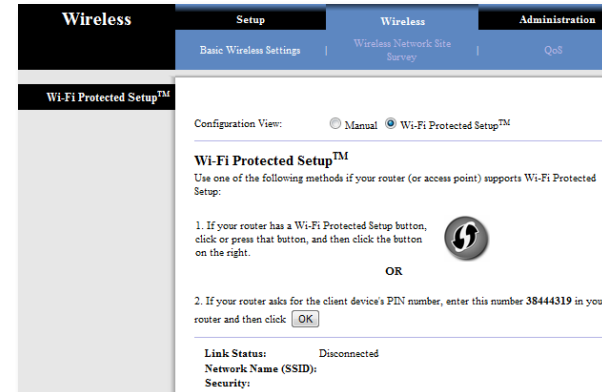 Wireless
Setup
Wireless
Administration
Basic Wireless Settings | Wireless Network Site Survey | QoS
Wi-Fi Protected Setup™
Configuration View: Manual Wi-Fi Protected Setup™
Wi-Fi Protected Setup™
Use one of the following methods if your router (or access point) supports Wi-Fi Protected
Setup:
1. If your router has a Wi-Fi Protected Setup button,
click or press that button, and then click the button
on the right.
OR
2. If your router asks for the client device's PIN number, enter this number 38444319 in you
router and then click OK
Link Status: Disconnected
Network Name (SSID):
Security: